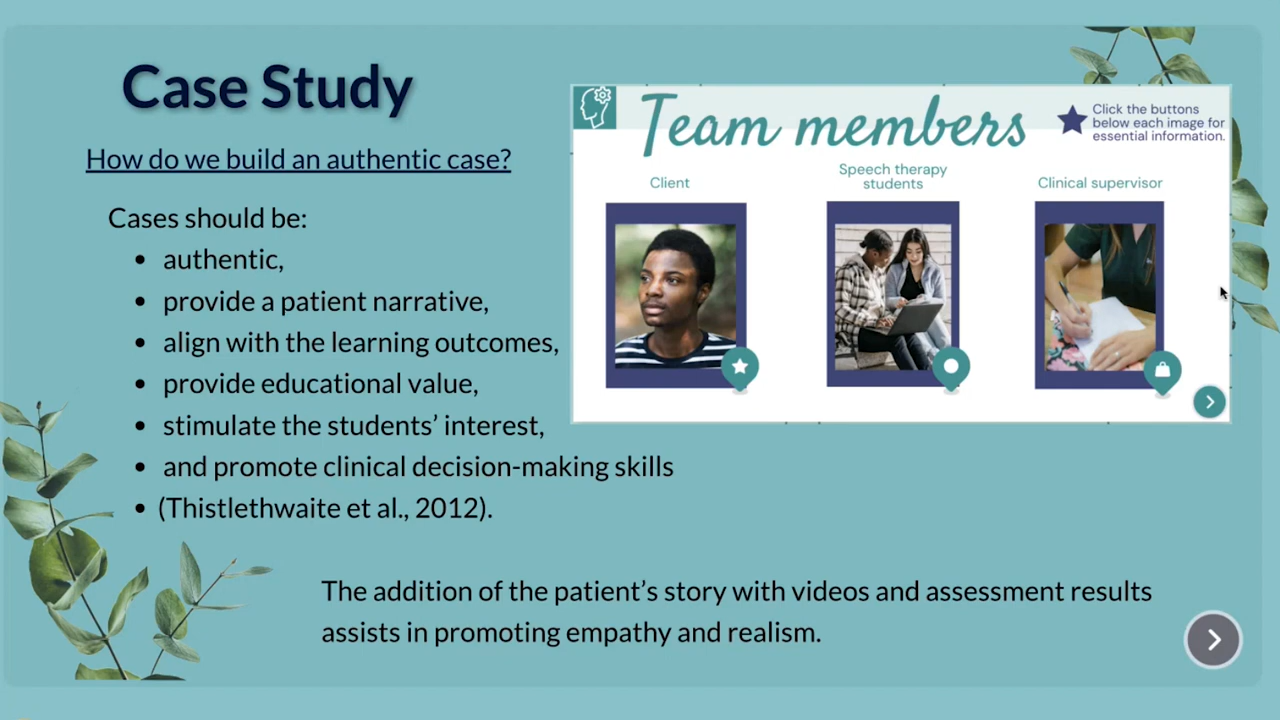 Case Study
How do we build an authentic case?
Cases should be:
• authentic,
• provide a patient narrative,
• align with the learning outcomes,
• provide educational value,
• stimulate the students’ interest,
• and promote clinical decision-making skills
• (Thistlethwaite et al., 2012).
Team members
Click the buttons
below each image for
essential information.
Client
Speech therapy
students
Clinical supervisor
The addition of the patient’s story with videos and assessment results
assists in promoting empathy and realism.